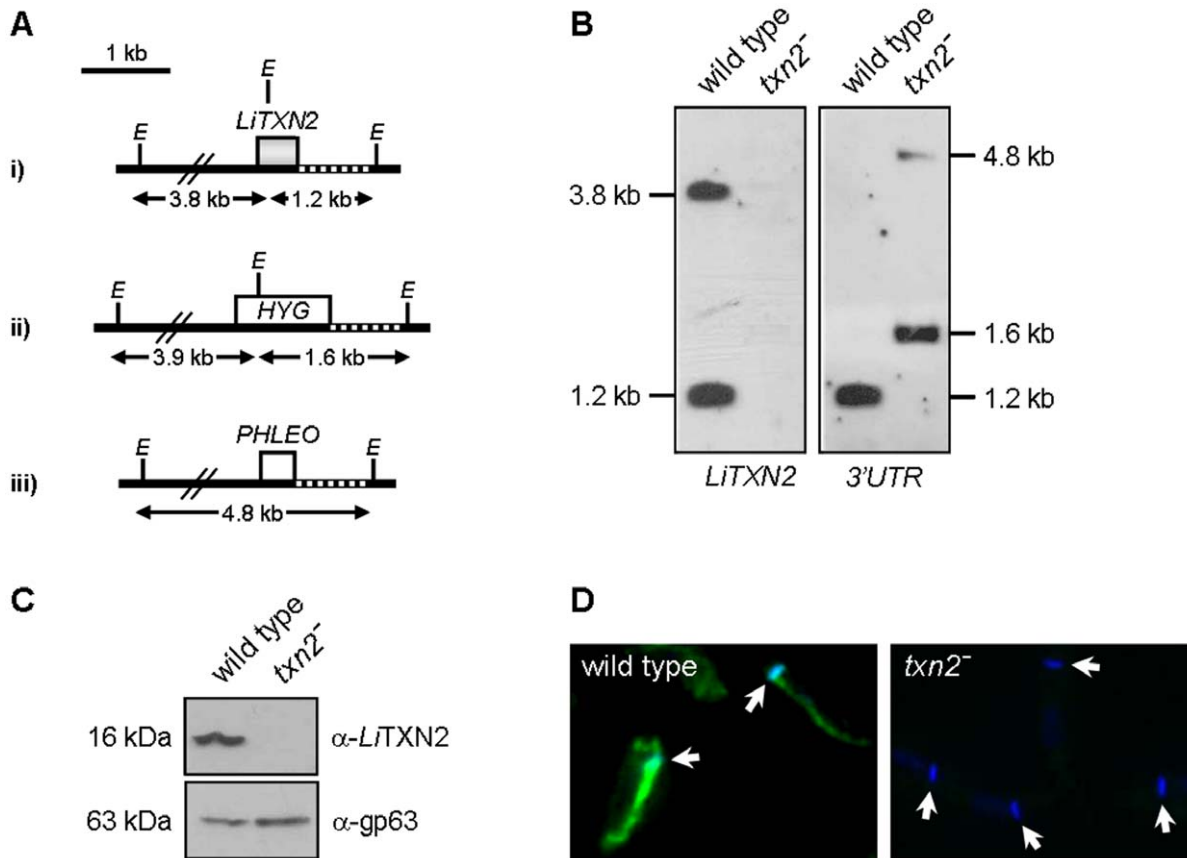 A
1 kb
E
LiTXN2
E
E
i)
3.8 kb
1.2 kb
E
E
HYG
E
ii)
3.9 kb
1.6 kb
PHLEO
E
E
iii)
4.8 kb
B
wild type
txn2⁻
wild type
txn2⁻
3.8 kb
1.2 kb
4.8 kb
1.6 kb
1.2 kb
LiTXN2
3'UTR
C
wild type
txn2⁻
16 kDa
α-LiTXN2
63 kDa
α-gp63
D
wild type
txn2⁻